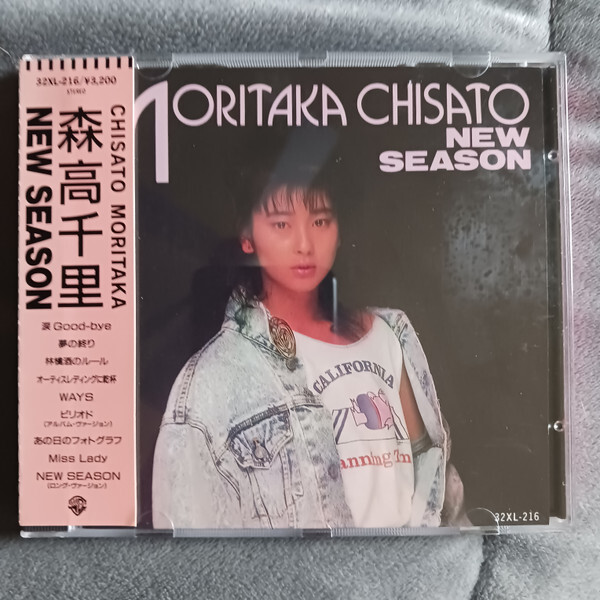 32XL-216/¥3,200
STEREO
CHISATO MORITAKA
森高千里
NEW SEASON
涙 Good-bye
夢の終り
林檎酒のルール
オーティスレディングに乾杯
WAYS
ピリオド
(アルバム・ヴァージョン)
あの日のフォトグラフ
Miss Lady
NEW SEASON
(ロング・ヴァージョン)
MORITAKA CHISATO
NEW
SEASON
CALIFORNIA
32XL-216